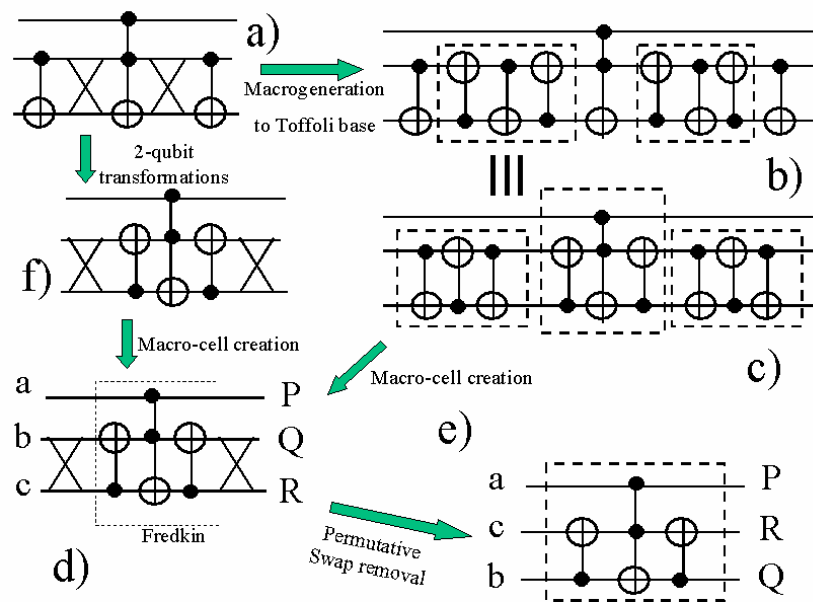 a)
Macrogeneration
to Toffoli base
b)
2-qubit
transformations
f)
c)
Macro-cell creation
Macro-cell creation
a P
b Q
c R
Fredkin
d)
e)
a P
c R
b Q
Permutative
Swap removal